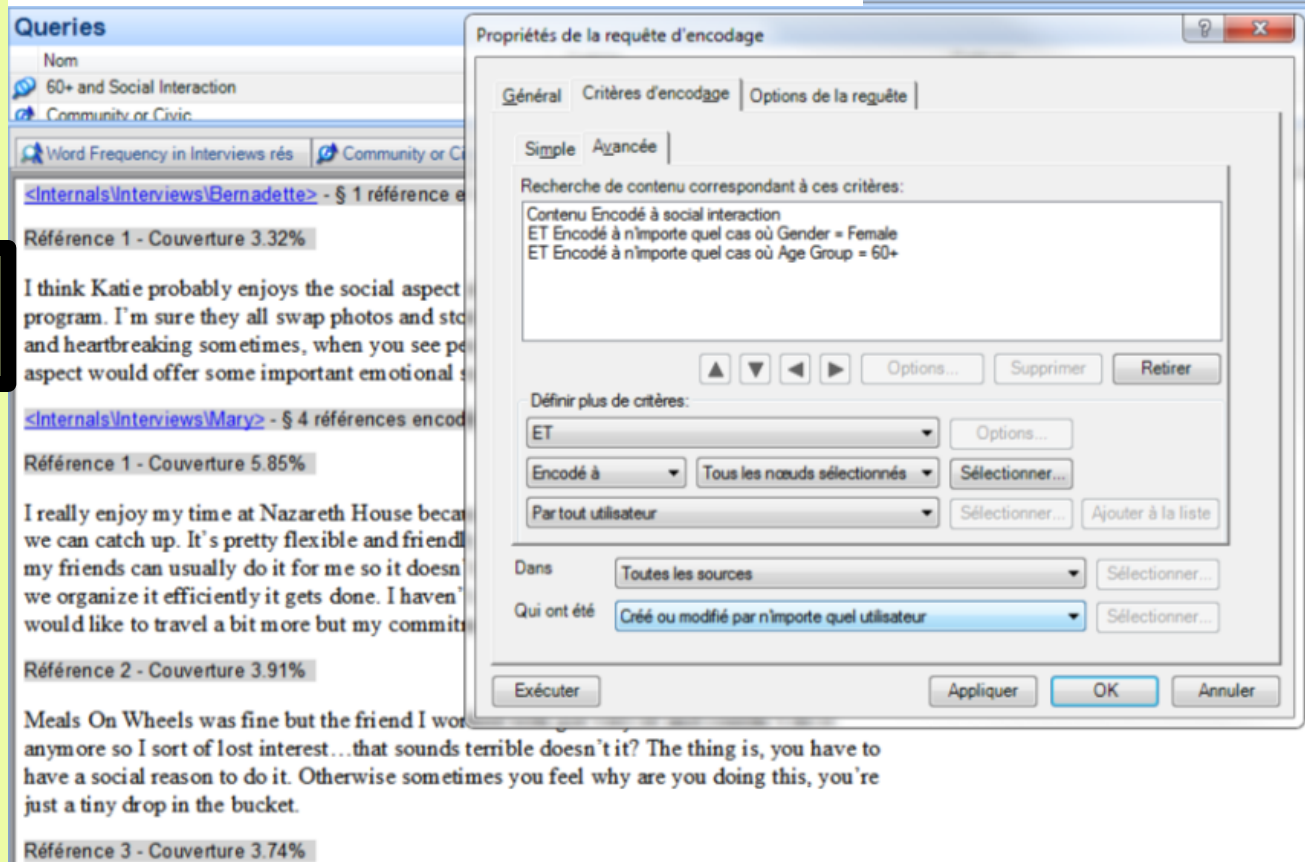 Queries
Nom
60+ and Social Interaction
Community or Civic
Word Frequency in Interviews rés Community or Ci
<Internals\Interviews\Bernadette> - § 1 référence e
Référence 1 - Couverture 3.32%
I think Katie probably enjoys the social aspect
program. I'm sure they all swap photos and sto
and heartbreaking sometimes, when you see pe
aspect would offer some important emotional s
<Internals\Interviews\Mary> - § 4 références encod
Référence 1 - Couverture 5.85%
I really enjoy my time at Nazareth House becau
we can catch up. It's pretty flexible and friendl
my friends can usually do it for me so it doesn'
we organize it efficiently it gets done. I haven'
would like to travel a bit more but my commitm
Référence 2 - Couverture 3.91%
Meals On Wheels was fine but the friend I wor
anymore so I sort of lost interest…that sounds terrible doesn't it? The thing is, you have to
have a social reason to do it. Otherwise sometimes you feel why are you doing this, you're
just a tiny drop in the bucket.
Référence 3 - Couverture 3.74%
Propriétés de la requête d'encodage
Général Critères d'encodage Options de la requête
Simple Avancée
Recherche de contenu correspondant à ces critères:
Contenu Encodé à social interaction
ET Encodé à n'importe quel cas où Gender = Female
ET Encodé à n'importe quel cas où Age Group = 60+
Options... Supprimer Retirer
Définir plus de critères:
ET Options...
Encodé à Tous les nœuds sélectionnés Sélectionner...
Par tout utilisateur Sélectionner... Ajouter à la liste
Dans Toutes les sources Sélectionner...
Qui ont été Créé ou modifié par n'importe quel utilisateur Sélectionner...
Exécuter Appliquer OK Annuler